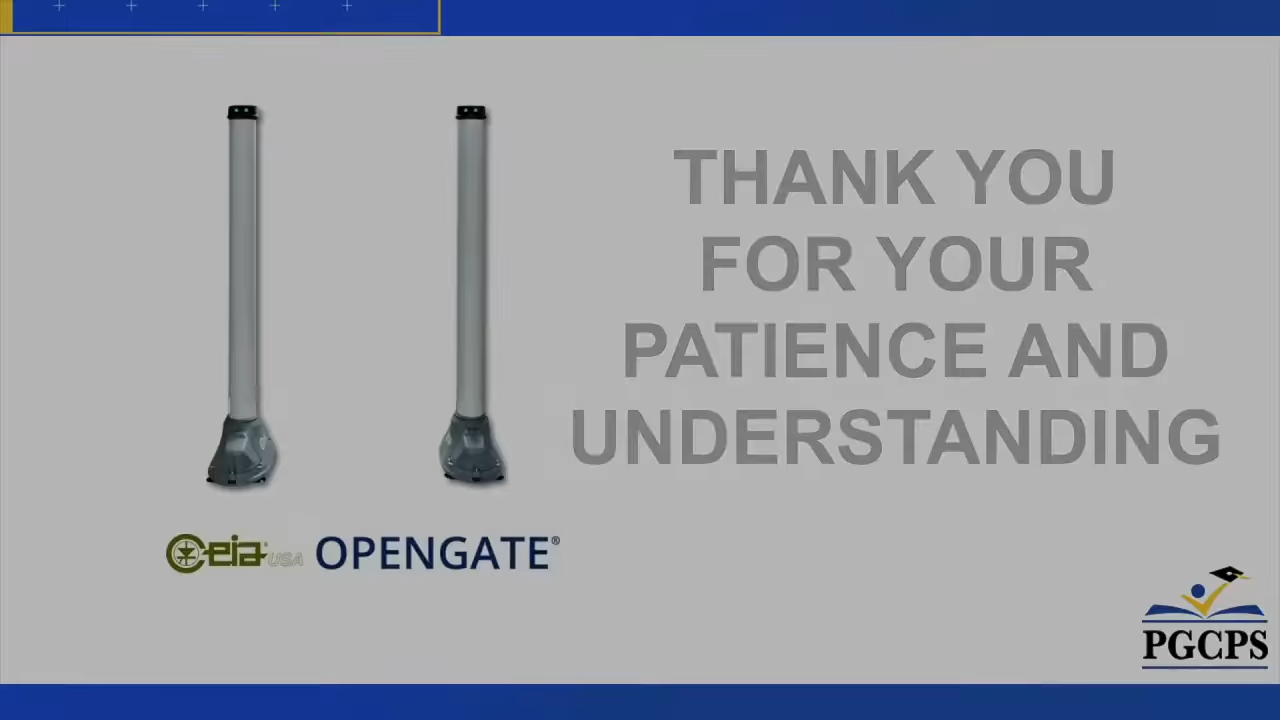 THANK YOU
FOR YOUR
PATIENCE AND
UNDERSTANDING
ceia USA OPENGATE®
PGCPS